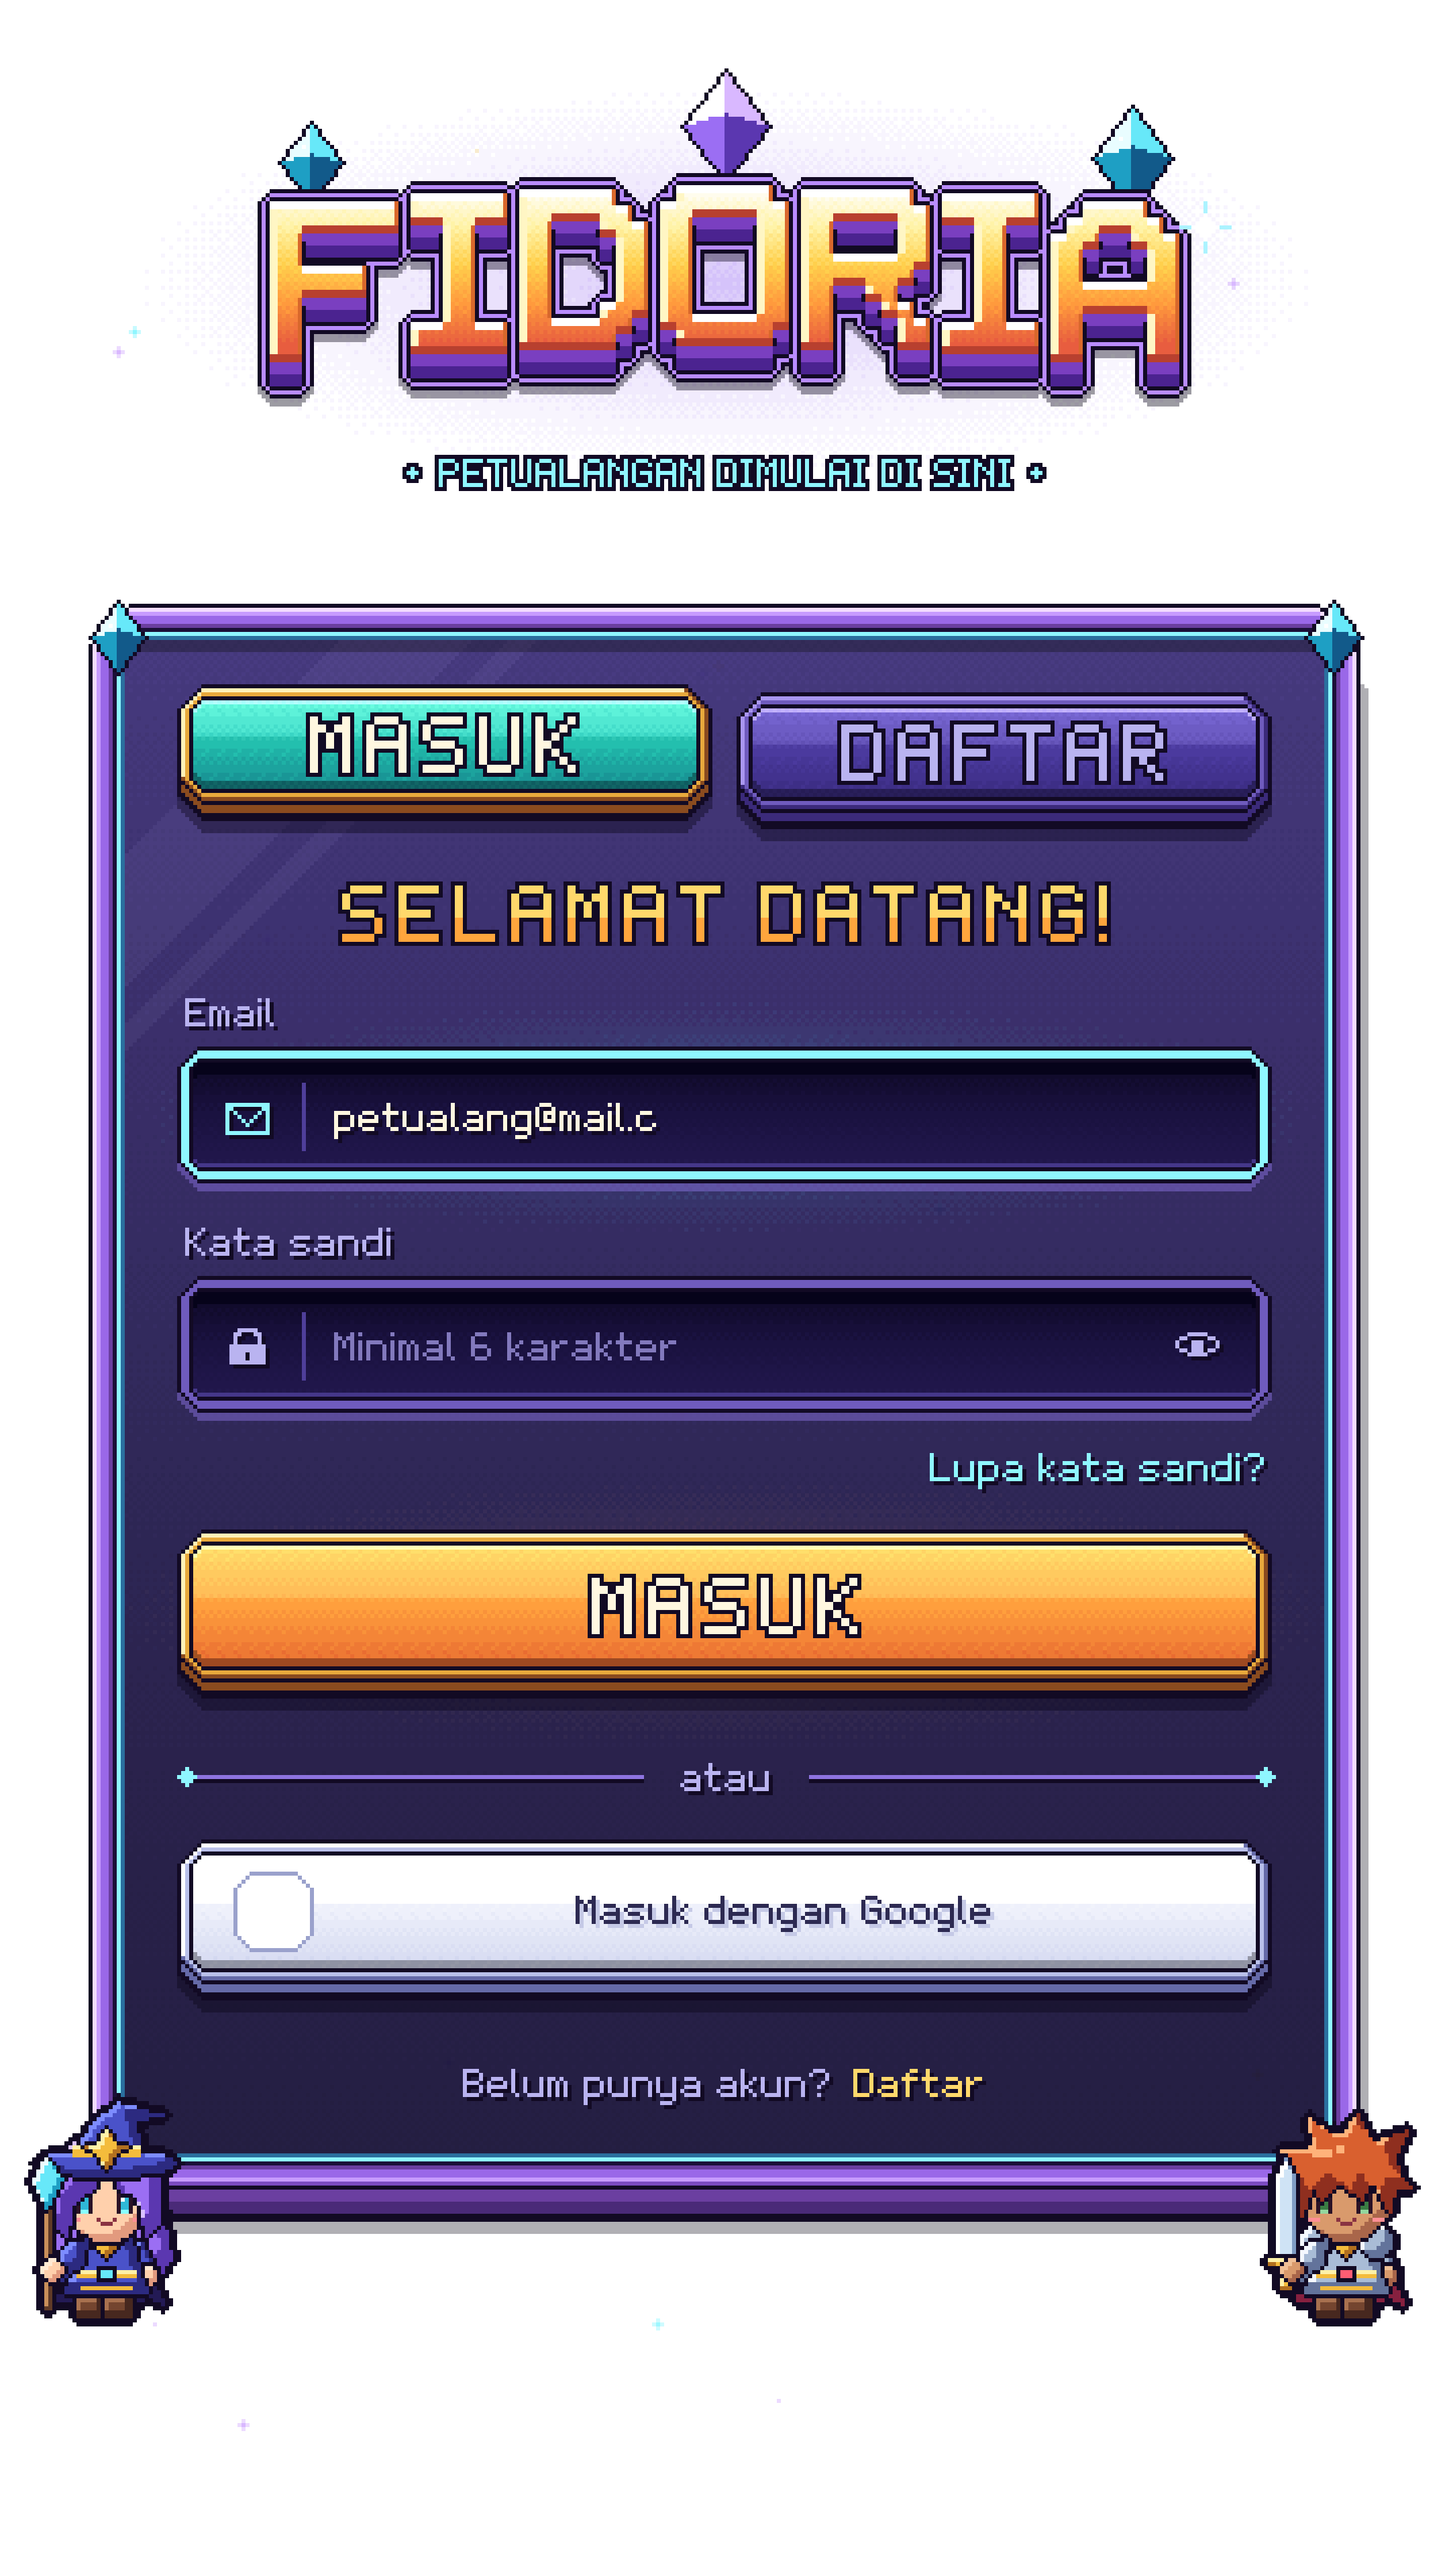 FIDORIA
PETUALANGAN DIMULAI DI SINI
MASUK
DAFTAR
SELAMAT DATANG!
Email
petualang@mail.c
Kata sandi
Minimal 6 karakter
Lupa kata sandi?
MASUK
atau
Masuk dengan Google
Belum punya akun? Daftar